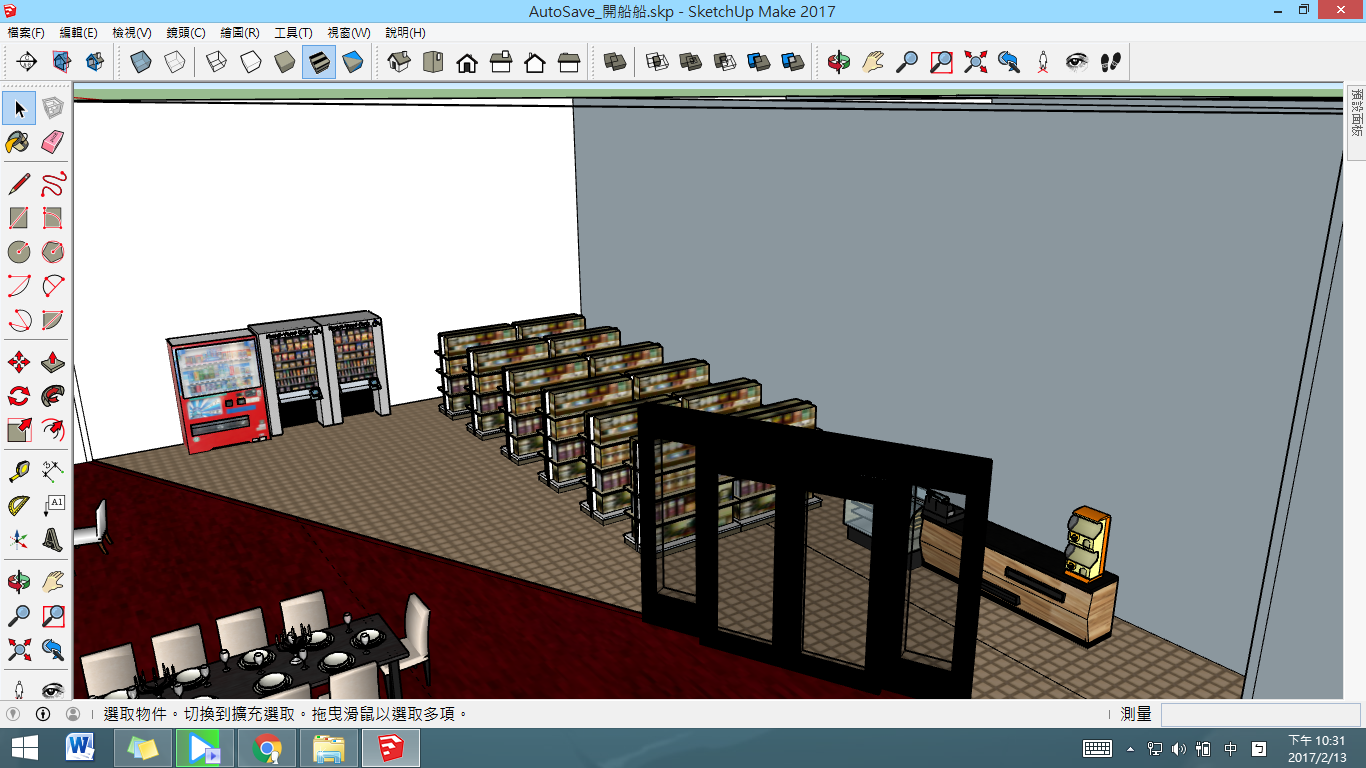 AutoSave_開船船.skp - SketchUp Make 2017
檔案(F) 編輯(E) 檢視(V) 鏡頭(C) 繪圖(R) 工具(T) 視窗(W) 說明(H)
預設面板
A1
選取物件。切換到擴充選取。拖曳滑鼠以選取多項。
測量
中
下午 10:31
2017/2/13